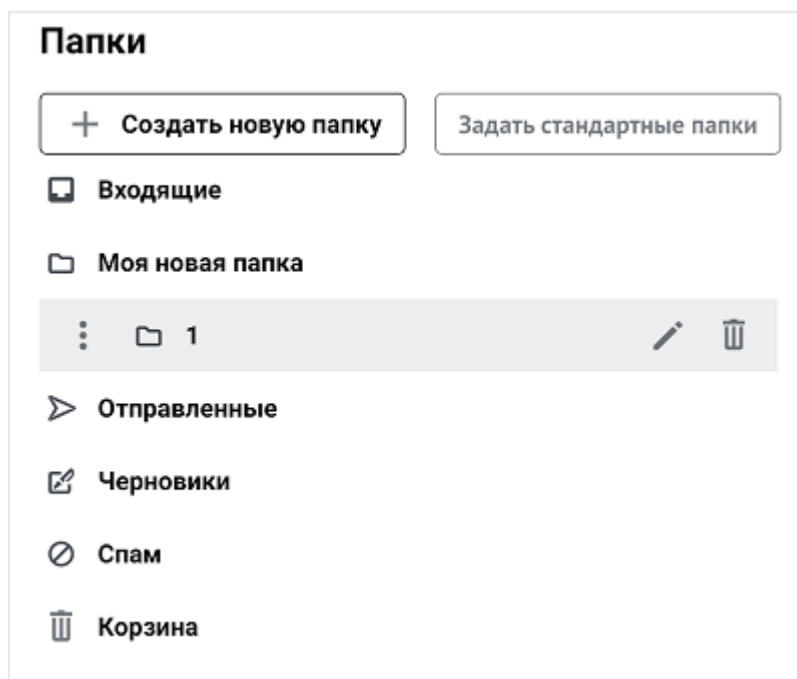 Папки
Создать новую папку
Задать стандартные папки
Входящие
Моя новая папка
1
Отправленные
Черновики
Спам
Корзина